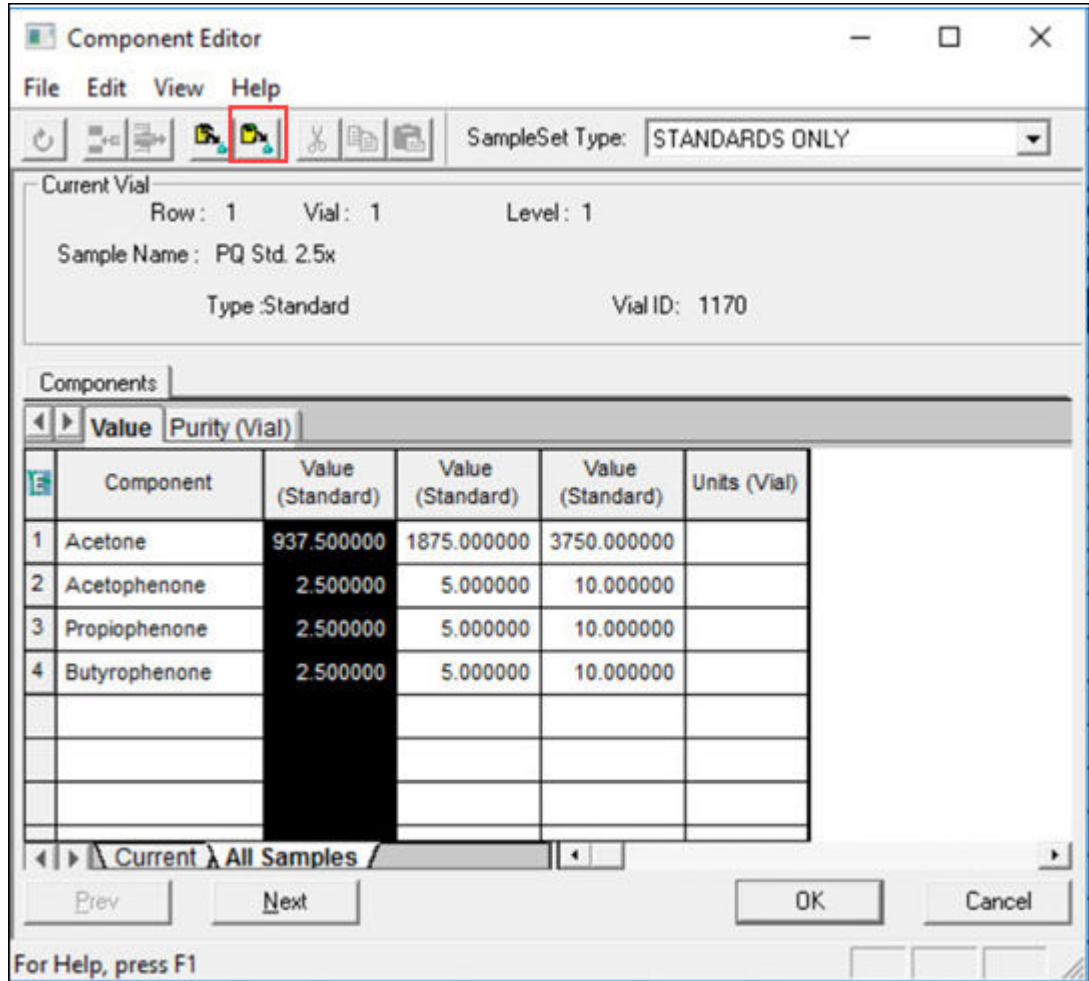 Component Editor
File Edit View Help
SampleSet Type: STANDARDS ONLY
Current Vial
Row: 1 Vial: 1 Level: 1
Sample Name: PQ Std. 2.5x
Type :Standard Vial ID: 1170
Components
Value Purity (Vial)
Component Value (Standard) Value (Standard) Value (Standard) Units (Vial)
1 Acetone 937.500000 1875.000000 3750.000000
2 Acetophenone 2.500000 5.000000 10.000000
3 Propiophenone 2.500000 5.000000 10.000000
4 Butyrophenone 2.500000 5.000000 10.000000
Current All Samples
Prev Next OK Cancel
For Help, press F1